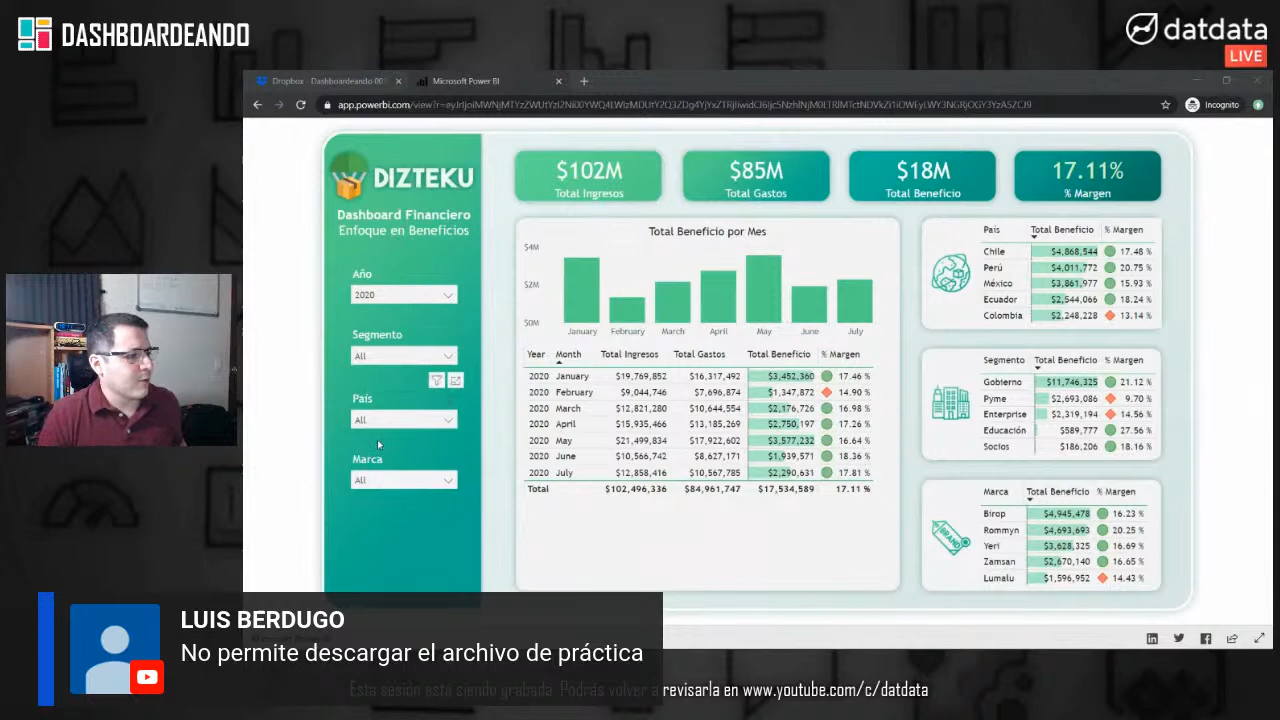 DASHBOARDEANDO
datdata
LIVE
Dropbox - Dashboardeando 00
Microsoft Power BI
Incognito
DIZTEKU
Dashboard Financiero
Enfoque en Beneficios
Año
2020
Segmento
All
País
All
Marca
All
$102M
Total Ingresos
$85M
Total Gastos
$18M
Total Beneficio
17.11%
% Margen
Total Beneficio por Mes
$4M
$2M
$0M
January February March April May June July
Year Month Total Ingresos Total Gastos Total Beneficio % Margen
2020 January $19,769,852 $16,317,492 $3,452,360 17.46 %
2020 February $9,044,746 $7,696,874 $1,347,872 14.90 %
2020 March $12,821,280 $10,644,554 $2,176,726 16.98 %
2020 April $15,935,466 $13,185,269 $2,750,197 17.26 %
2020 May $21,499,834 $17,922,602 $3,577,232 16.64 %
2020 June $10,566,742 $8,627,171 $1,939,571 18.36 %
2020 July $12,858,416 $10,567,785 $2,290,631 17.81 %
Total $102,496,336 $84,961,747 $17,534,589 17.11 %
País Total Beneficio % Margen
Chile $4,868,544 17.48 %
Perú $4,011,772 20.75 %
México $3,861,977 15.93 %
Ecuador $2,544,066 18.24 %
Colombia $2,248,228 13.14 %
Segmento Total Beneficio % Margen
Gobierno $11,746,325 21.12 %
Pyme $2,693,086 9.70 %
Enterprise $2,319,194 14.56 %
Educación $589,777 27.56 %
Socios $186,206 18.16 %
BRAND
Marca Total Beneficio % Margen
Birop $4,945,478 16.23 %
Rommyn $4,693,693 20.25 %
Yeri $3,628,325 16.69 %
Zamsan $2,670,140 16.65 %
Lumalu $1,596,952 14.43 %
LUIS BERDUGO
No permite descargar el archivo de práctica
Esta sesión está siendo grabada. Podrás volver a revisarla en www.youtube.com/c/datdata